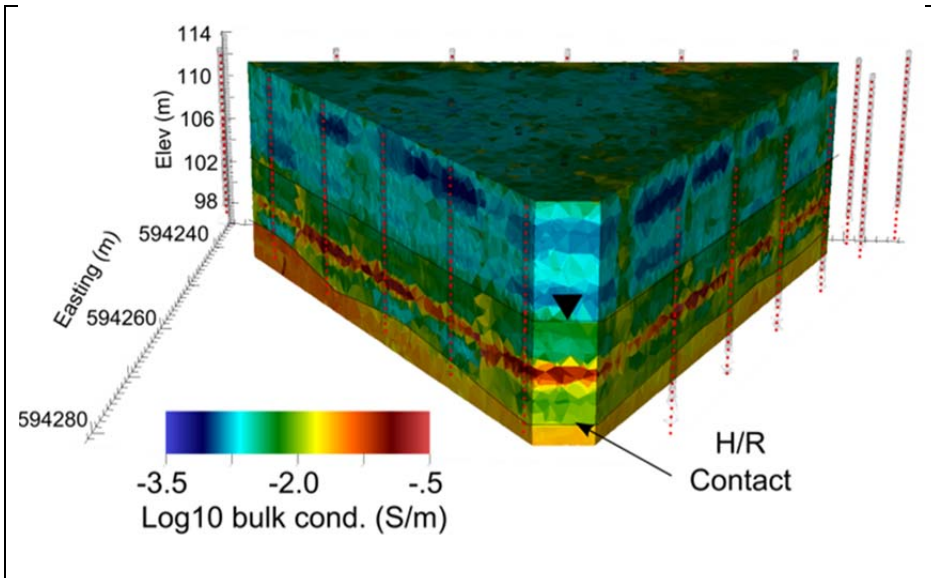 114
110
106
102
98
Elev (m)
594240
594260
594280
Easting (m)
H/R
Contact
-3.5 -2.0 -.5
Log10 bulk cond. (S/m)